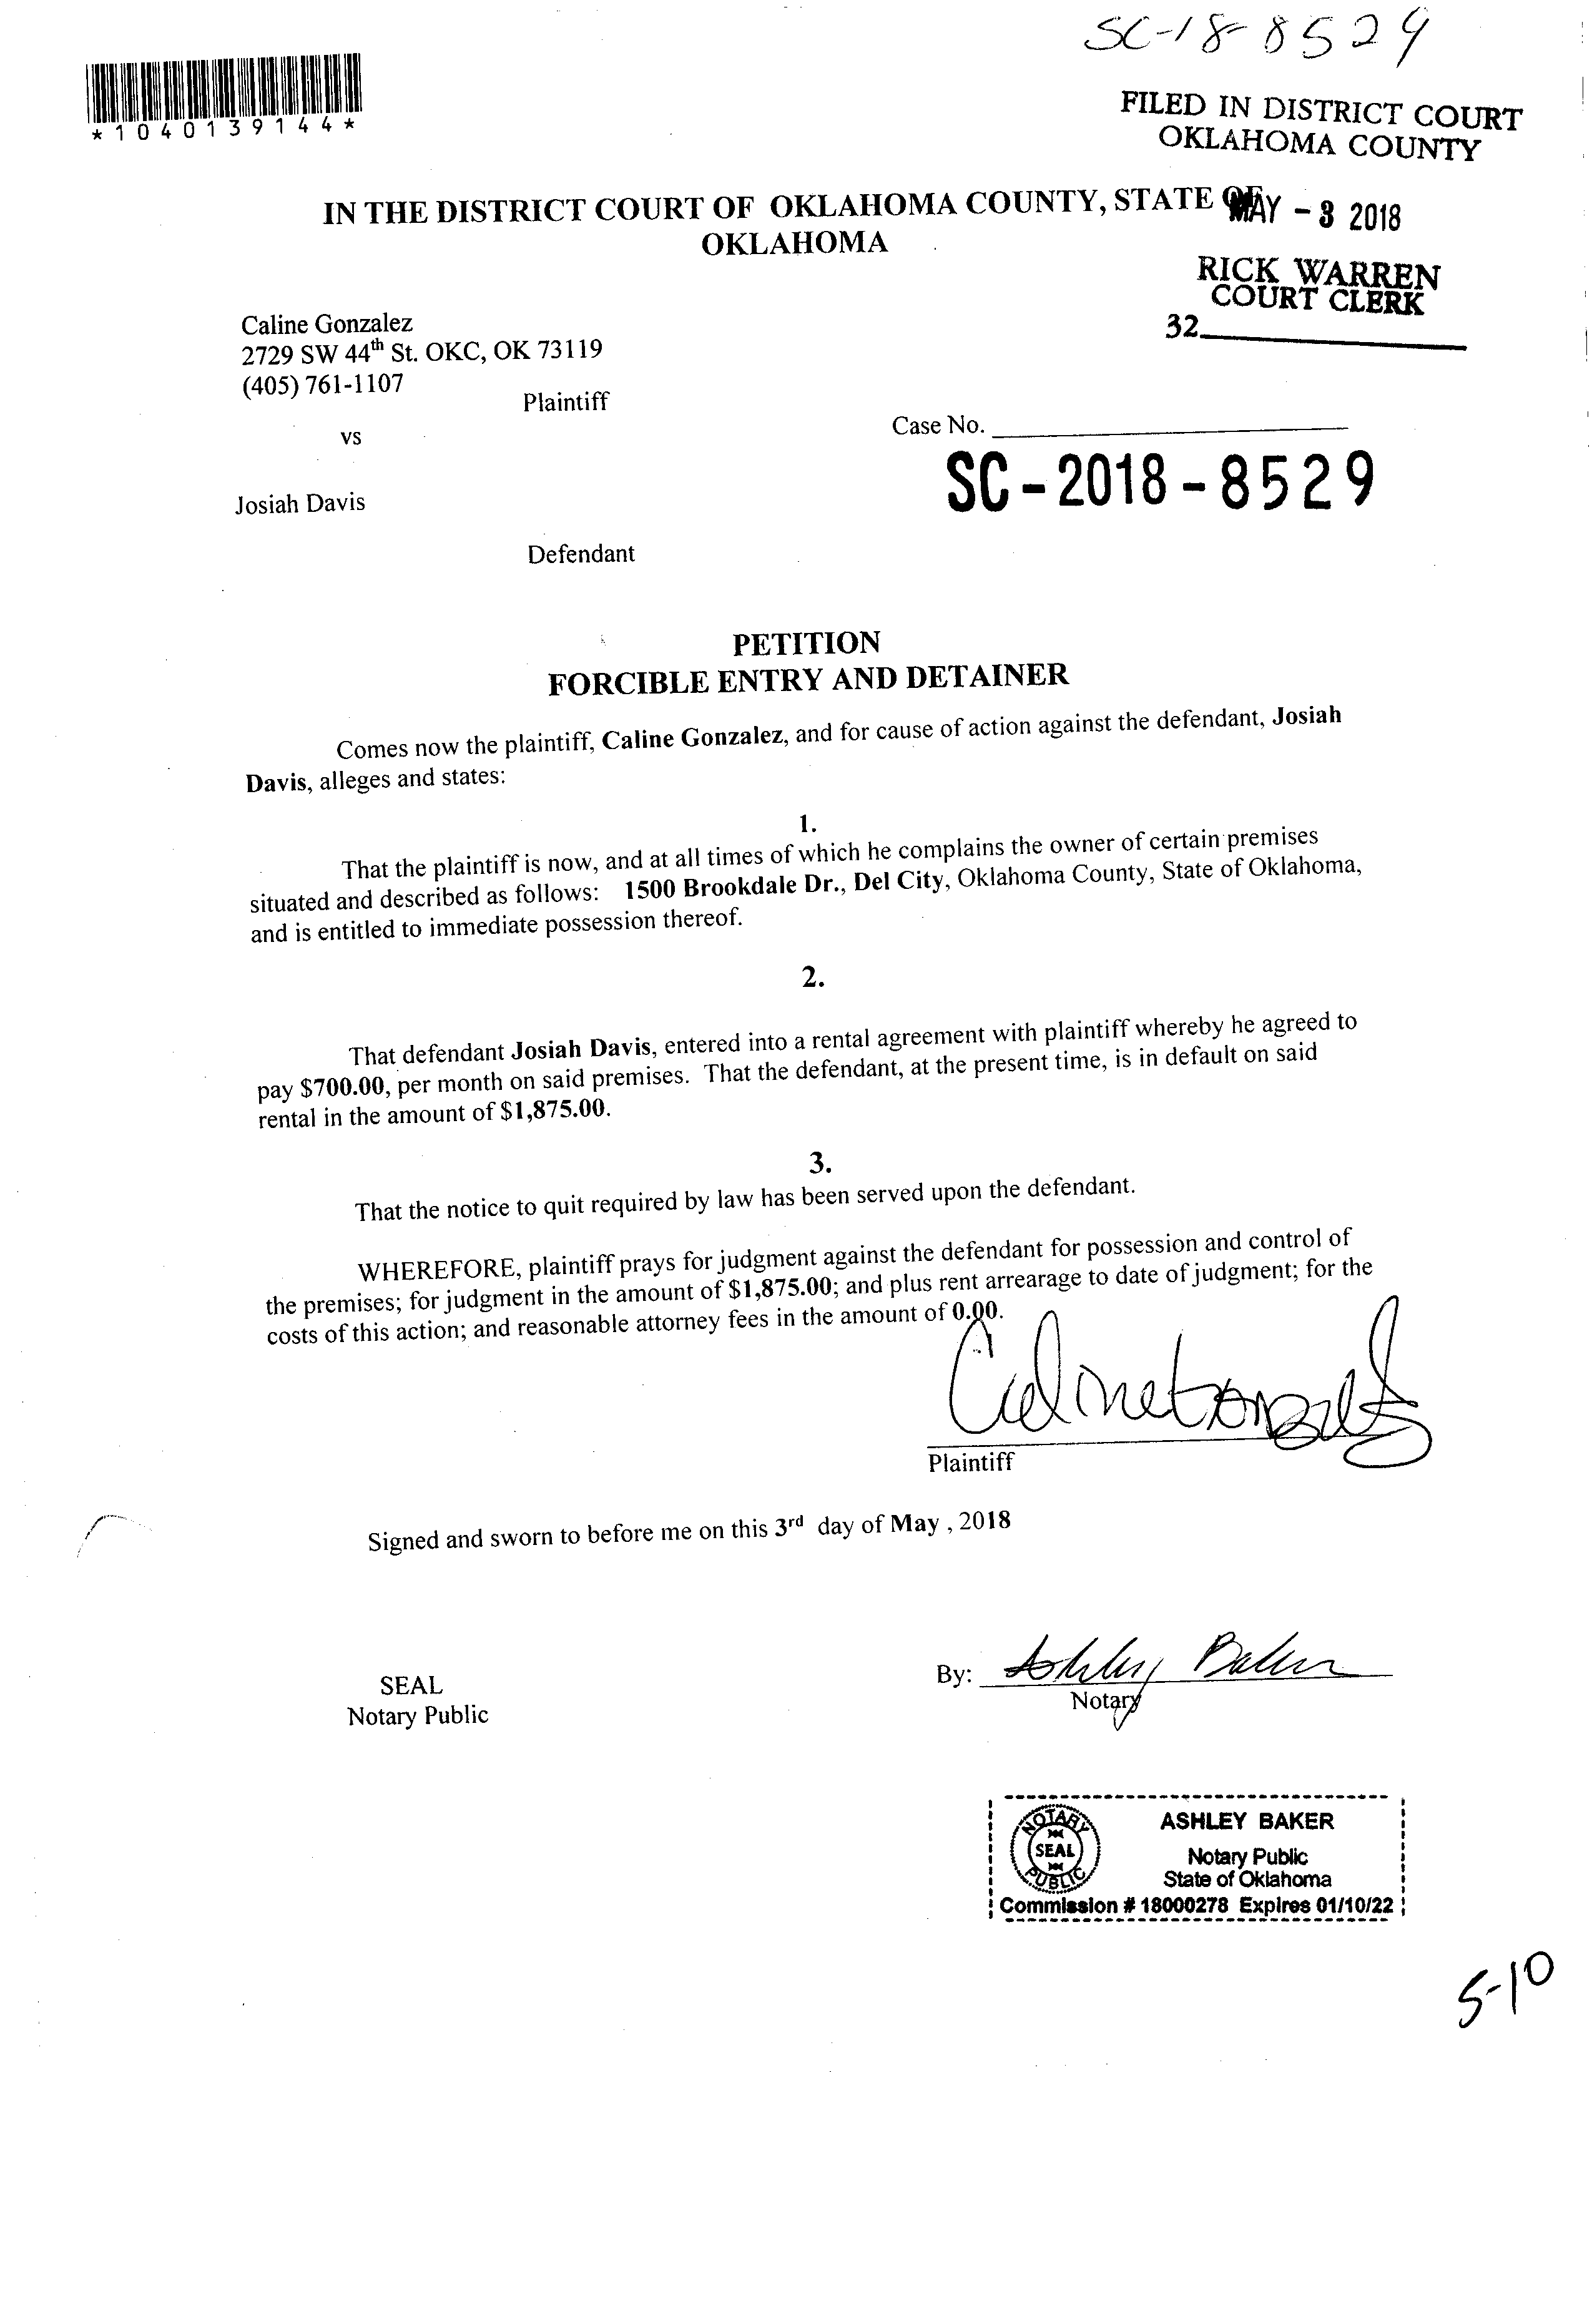 SC-18-8529
*1040139144*
FILED IN DISTRICT COURT
OKLAHOMA COUNTY
IN THE DISTRICT COURT OF OKLAHOMA COUNTY, STATE OF
MAY - 3 2018
OKLAHOMA
RICK WARREN
COURT CLERK
32
Caline Gonzalez
2729 SW 44th St. OKC, OK 73119
(405) 761-1107
Plaintiff
Case No.
vs
SC-2018-8529
Josiah Davis
Defendant
PETITION
FORCIBLE ENTRY AND DETAINER
Comes now the plaintiff, Caline Gonzalez, and for cause of action against the defendant, Josiah
Davis, alleges and states:
1.
That the plaintiff is now, and at all times of which he complains the owner of certain premises
situated and described as follows: 1500 Brookdale Dr., Del City, Oklahoma County, State of Oklahoma,
and is entitled to immediate possession thereof.
2.
That defendant Josiah Davis, entered into a rental agreement with plaintiff whereby he agreed to
pay $700.00, per month on said premises. That the defendant, at the present time, is in default on said
rental in the amount of $1,875.00.
3.
That the notice to quit required by law has been served upon the defendant.
WHEREFORE, plaintiff prays for judgment against the defendant for possession and control of
the premises; for judgment in the amount of $1,875.00; and plus rent arrearage to date of judgment; for the
costs of this action; and reasonable attorney fees in the amount of 0.00.
Caline Gonzalez
Plaintiff
Signed and sworn to before me on this 3rd day of May , 2018
By: Ashley Baker
Notary
SEAL
Notary Public
NOTARY SEAL PUBLIC
ASHLEY BAKER
Notary Public
State of Oklahoma
Commission # 18000278 Expires 01/10/22
5-10